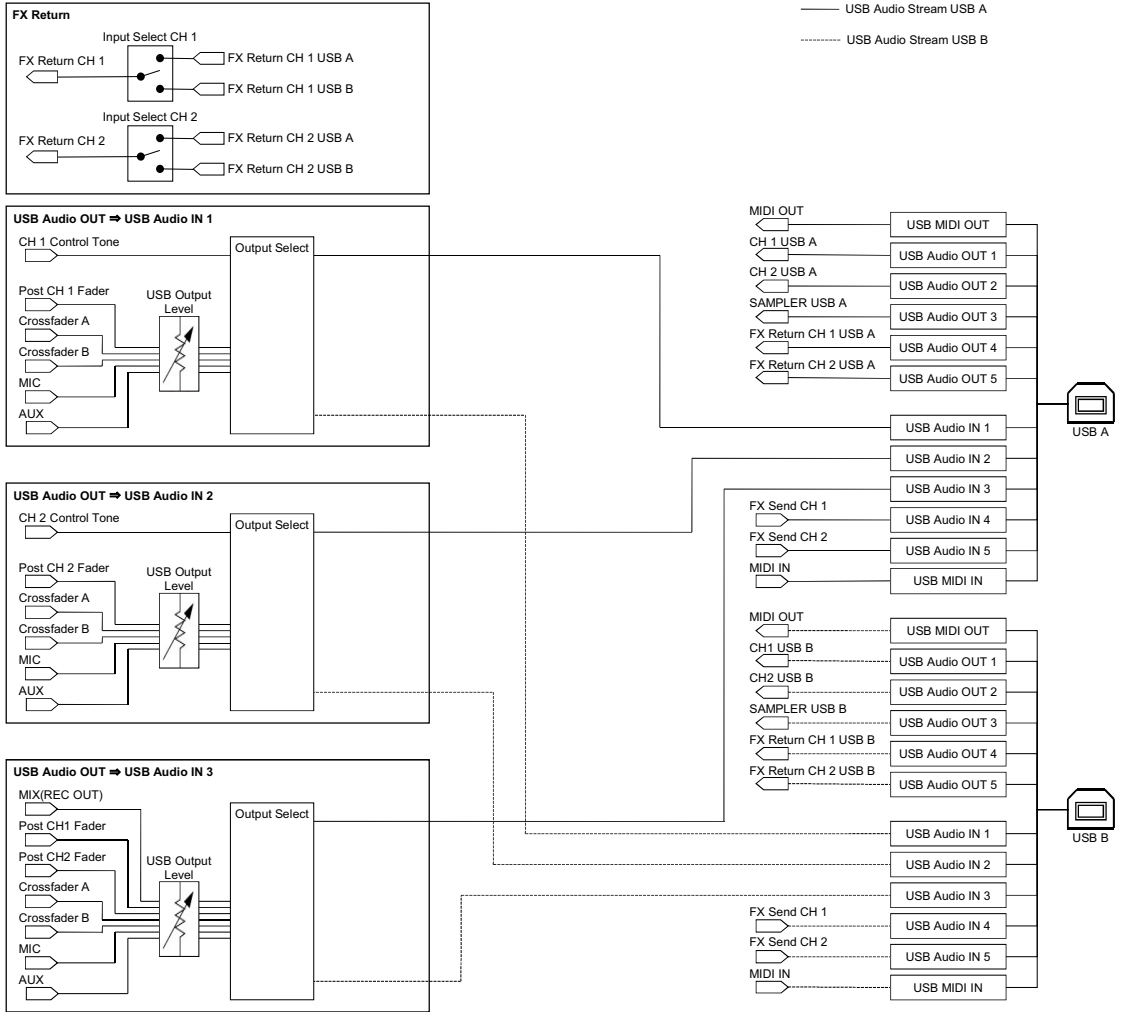 FX Return
Input Select CH 1
FX Return CH 1
FX Return CH 1 USB A
FX Return CH 1 USB B
Input Select CH 2
FX Return CH 2
FX Return CH 2 USB A
FX Return CH 2 USB B
USB Audio Stream USB A
USB Audio Stream USB B
USB Audio OUT ⇒ USB Audio IN 1
CH 1 Control Tone
Output Select
Post CH 1 Fader
USB Output
Level
Crossfader A
Crossfader B
MIC
AUX
USB Audio OUT ⇒ USB Audio IN 2
CH 2 Control Tone
Output Select
Post CH 2 Fader
USB Output
Level
Crossfader A
Crossfader B
MIC
AUX
USB Audio OUT ⇒ USB Audio IN 3
MIX(REC OUT)
Output Select
Post CH1 Fader
Post CH2 Fader
USB Output
Level
Crossfader A
Crossfader B
MIC
AUX
MIDI OUT
USB MIDI OUT
CH 1 USB A
USB Audio OUT 1
CH 2 USB A
USB Audio OUT 2
SAMPLER USB A
USB Audio OUT 3
FX Return CH 1 USB A
USB Audio OUT 4
FX Return CH 2 USB A
USB Audio OUT 5
USB A
USB Audio IN 1
USB Audio IN 2
USB Audio IN 3
FX Send CH 1
USB Audio IN 4
FX Send CH 2
USB Audio IN 5
MIDI IN
USB MIDI IN
MIDI OUT
USB MIDI OUT
CH1 USB B
USB Audio OUT 1
CH2 USB B
USB Audio OUT 2
SAMPLER USB B
USB Audio OUT 3
FX Return CH 1 USB B
USB Audio OUT 4
FX Return CH 2 USB B
USB Audio OUT 5
USB B
USB Audio IN 1
USB Audio IN 2
USB Audio IN 3
FX Send CH 1
USB Audio IN 4
FX Send CH 2
USB Audio IN 5
MIDI IN
USB MIDI IN